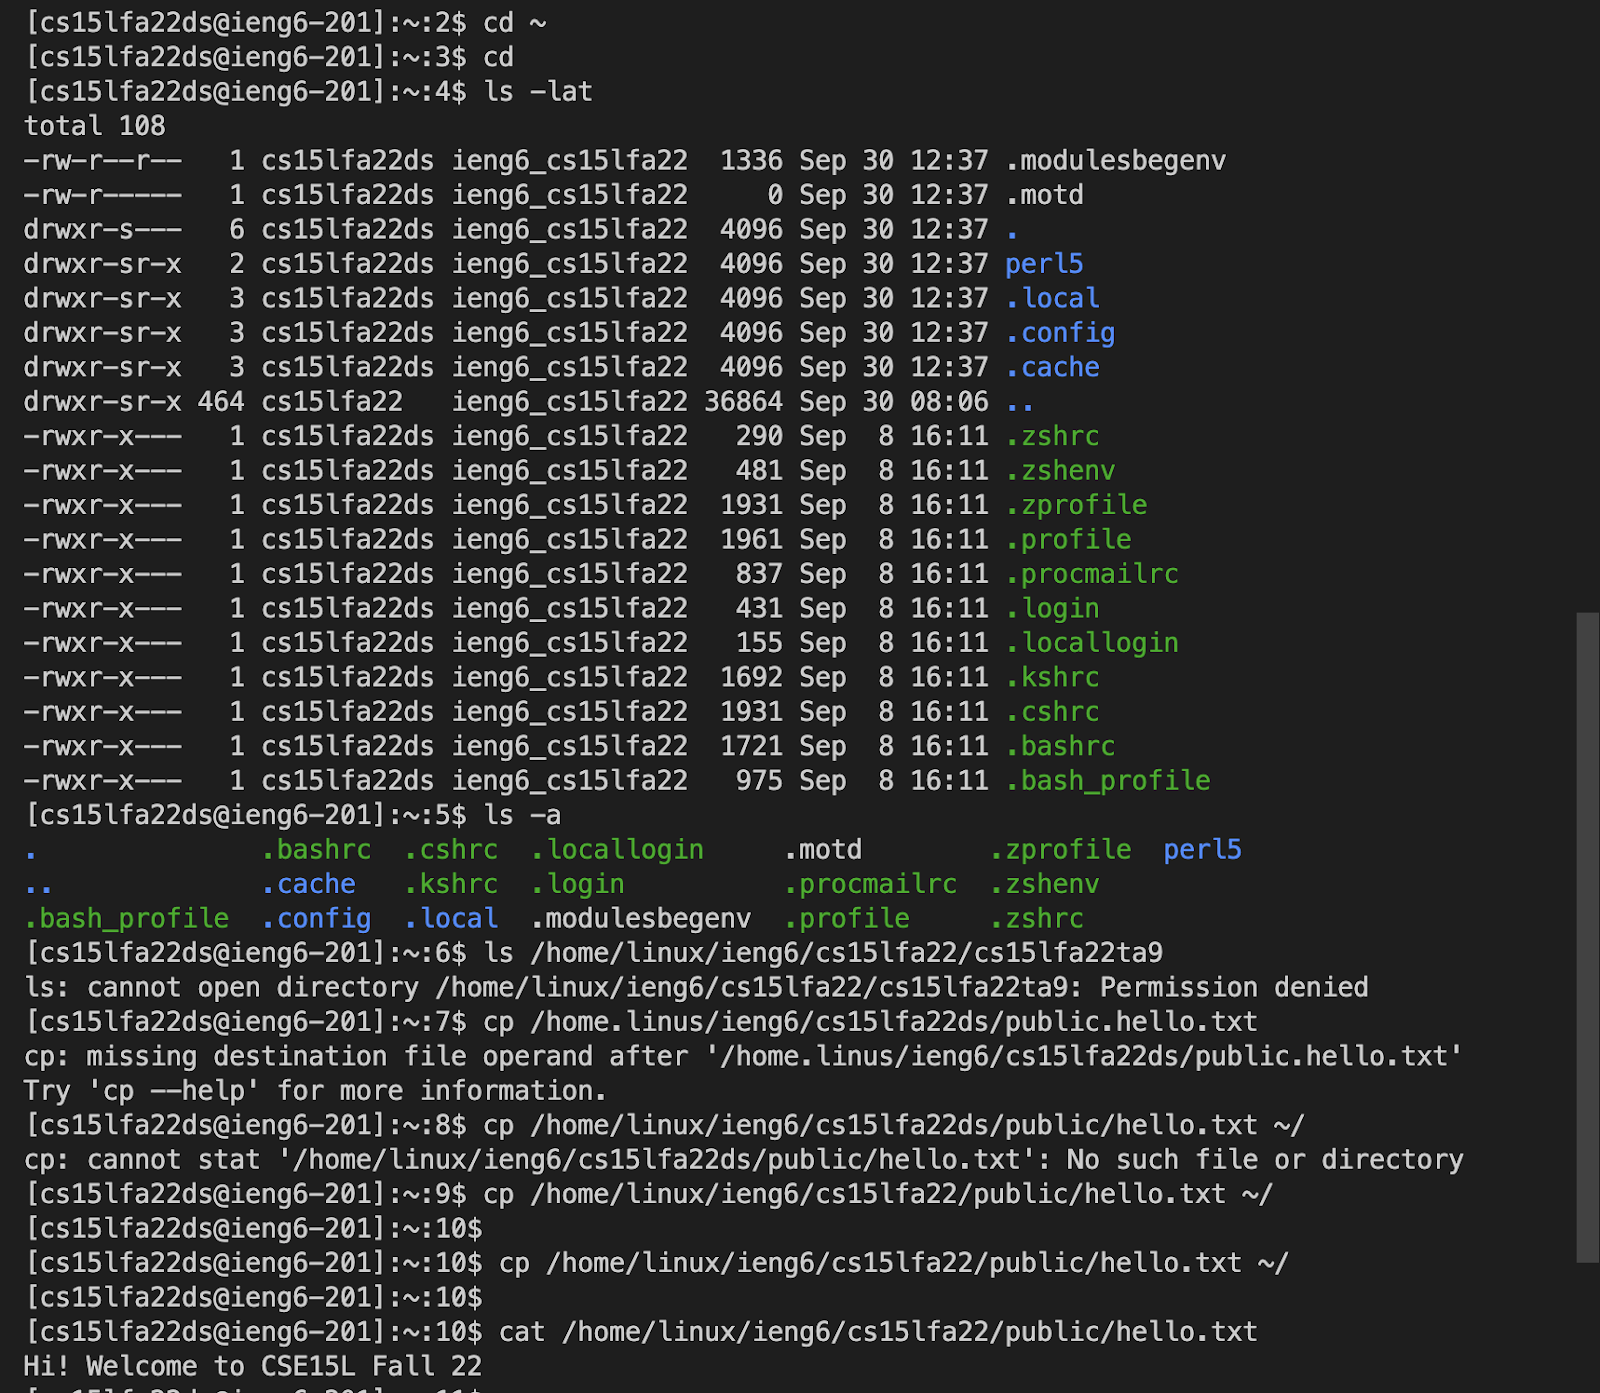 [cs15lfa22ds@ieng6-201]:~:2$ cd ~
[cs15lfa22ds@ieng6-201]:~:3$ cd
[cs15lfa22ds@ieng6-201]:~:4$ ls -lat
total 108
-rw-r--r--   1 cs15lfa22ds ieng6_cs15lfa22  1336 Sep 30 12:37 .modulesbegenv
-rw-r-----   1 cs15lfa22ds ieng6_cs15lfa22     0 Sep 30 12:37 .motd
drwxr-s---   6 cs15lfa22ds ieng6_cs15lfa22  4096 Sep 30 12:37 .
drwxr-sr-x   2 cs15lfa22ds ieng6_cs15lfa22  4096 Sep 30 12:37 perl5
drwxr-sr-x   3 cs15lfa22ds ieng6_cs15lfa22  4096 Sep 30 12:37 .local
drwxr-sr-x   3 cs15lfa22ds ieng6_cs15lfa22  4096 Sep 30 12:37 .config
drwxr-sr-x   3 cs15lfa22ds ieng6_cs15lfa22  4096 Sep 30 12:37 .cache
drwxr-sr-x 464 cs15lfa22   ieng6_cs15lfa22 36864 Sep 30 08:06 ..
-rwxr-x---   1 cs15lfa22ds ieng6_cs15lfa22   290 Sep  8 16:11 .zshrc
-rwxr-x---   1 cs15lfa22ds ieng6_cs15lfa22   481 Sep  8 16:11 .zshenv
-rwxr-x---   1 cs15lfa22ds ieng6_cs15lfa22  1931 Sep  8 16:11 .zprofile
-rwxr-x---   1 cs15lfa22ds ieng6_cs15lfa22  1961 Sep  8 16:11 .profile
-rwxr-x---   1 cs15lfa22ds ieng6_cs15lfa22   837 Sep  8 16:11 .procmailrc
-rwxr-x---   1 cs15lfa22ds ieng6_cs15lfa22   431 Sep  8 16:11 .login
-rwxr-x---   1 cs15lfa22ds ieng6_cs15lfa22   155 Sep  8 16:11 .locallogin
-rwxr-x---   1 cs15lfa22ds ieng6_cs15lfa22  1692 Sep  8 16:11 .kshrc
-rwxr-x---   1 cs15lfa22ds ieng6_cs15lfa22  1931 Sep  8 16:11 .cshrc
-rwxr-x---   1 cs15lfa22ds ieng6_cs15lfa22  1721 Sep  8 16:11 .bashrc
-rwxr-x---   1 cs15lfa22ds ieng6_cs15lfa22   975 Sep  8 16:11 .bash_profile
[cs15lfa22ds@ieng6-201]:~:5$ ls -a
.              .bashrc  .cshrc  .locallogin     .motd        .zprofile  perl5
..             .cache   .kshrc  .login          .procmailrc  .zshenv
.bash_profile  .config  .local  .modulesbegenv  .profile     .zshrc
[cs15lfa22ds@ieng6-201]:~:6$ ls /home/linux/ieng6/cs15lfa22/cs15lfa22ta9
ls: cannot open directory /home/linux/ieng6/cs15lfa22/cs15lfa22ta9: Permission denied
[cs15lfa22ds@ieng6-201]:~:7$ cp /home.linus/ieng6/cs15lfa22ds/public.hello.txt
cp: missing destination file operand after '/home.linus/ieng6/cs15lfa22ds/public.hello.txt'
Try 'cp --help' for more information.
[cs15lfa22ds@ieng6-201]:~:8$ cp /home/linux/ieng6/cs15lfa22ds/public/hello.txt ~/
cp: cannot stat '/home/linux/ieng6/cs15lfa22ds/public/hello.txt': No such file or directory
[cs15lfa22ds@ieng6-201]:~:9$ cp /home/linux/ieng6/cs15lfa22/public/hello.txt ~/
[cs15lfa22ds@ieng6-201]:~:10$
[cs15lfa22ds@ieng6-201]:~:10$ cp /home/linux/ieng6/cs15lfa22/public/hello.txt ~/
[cs15lfa22ds@ieng6-201]:~:10$
[cs15lfa22ds@ieng6-201]:~:10$ cat /home/linux/ieng6/cs15lfa22/public/hello.txt
Hi! Welcome to CSE15L Fall 22